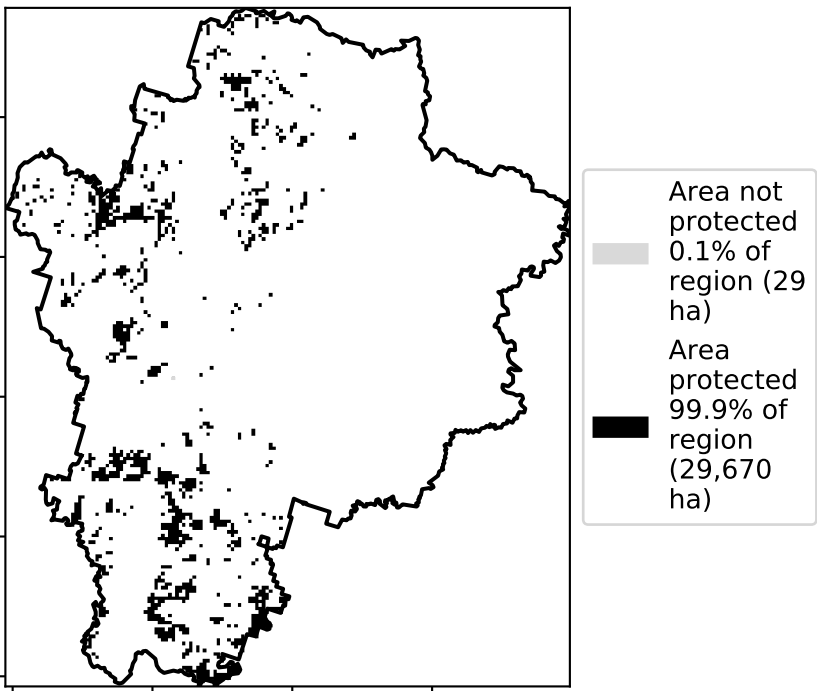 Area not
protected
0.1% of
region (29
ha)
Area
protected
99.9% of
region
(29,670
ha)